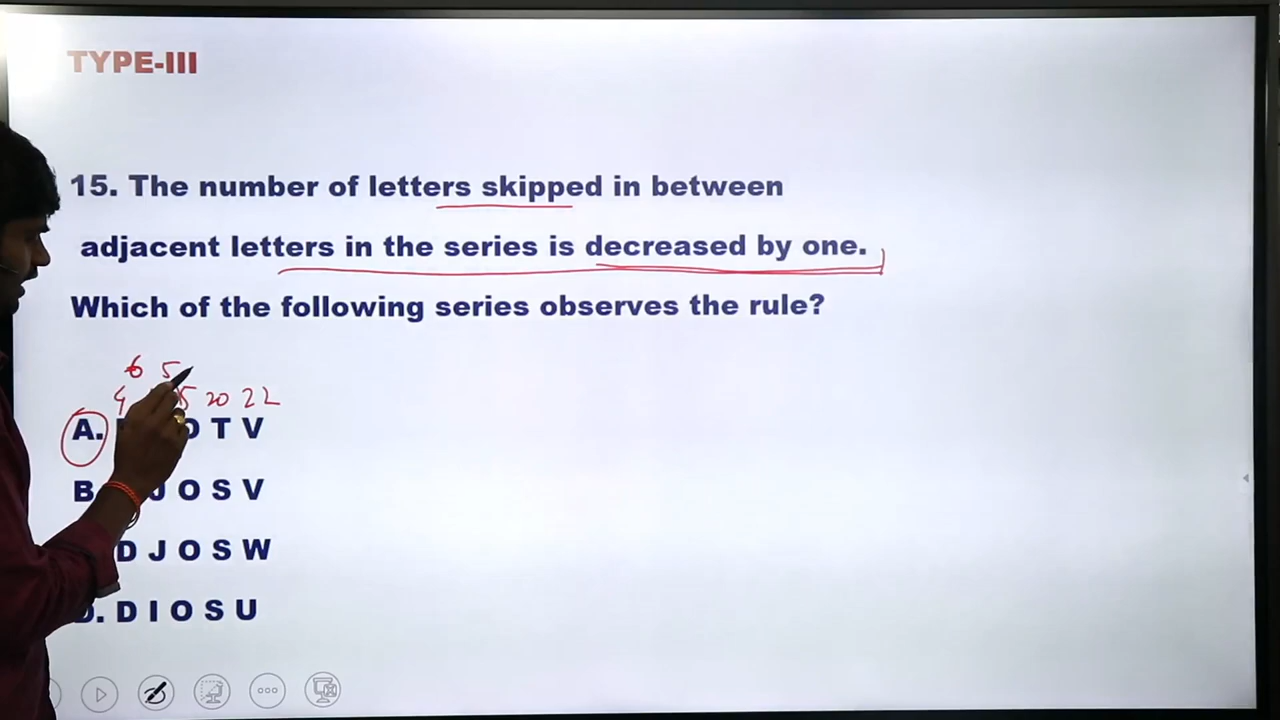 TYPE-III
15. The number of letters skipped in between
adjacent letters in the series is decreased by one.
Which of the following series observes the rule?
6 5
4 5 20 22
A. O T V
B J O S V
D J O S W
D. D I O S U